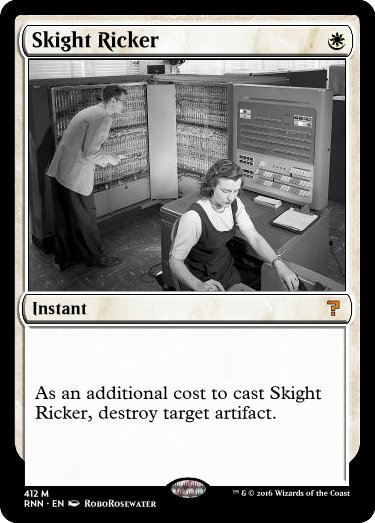 Skight Ricker
Instant
As an additional cost to cast Skight
Ricker, destroy target artifact.
412 M
RNN • EN RoboRosewater
™ & © 2016 Wizards of the Coast